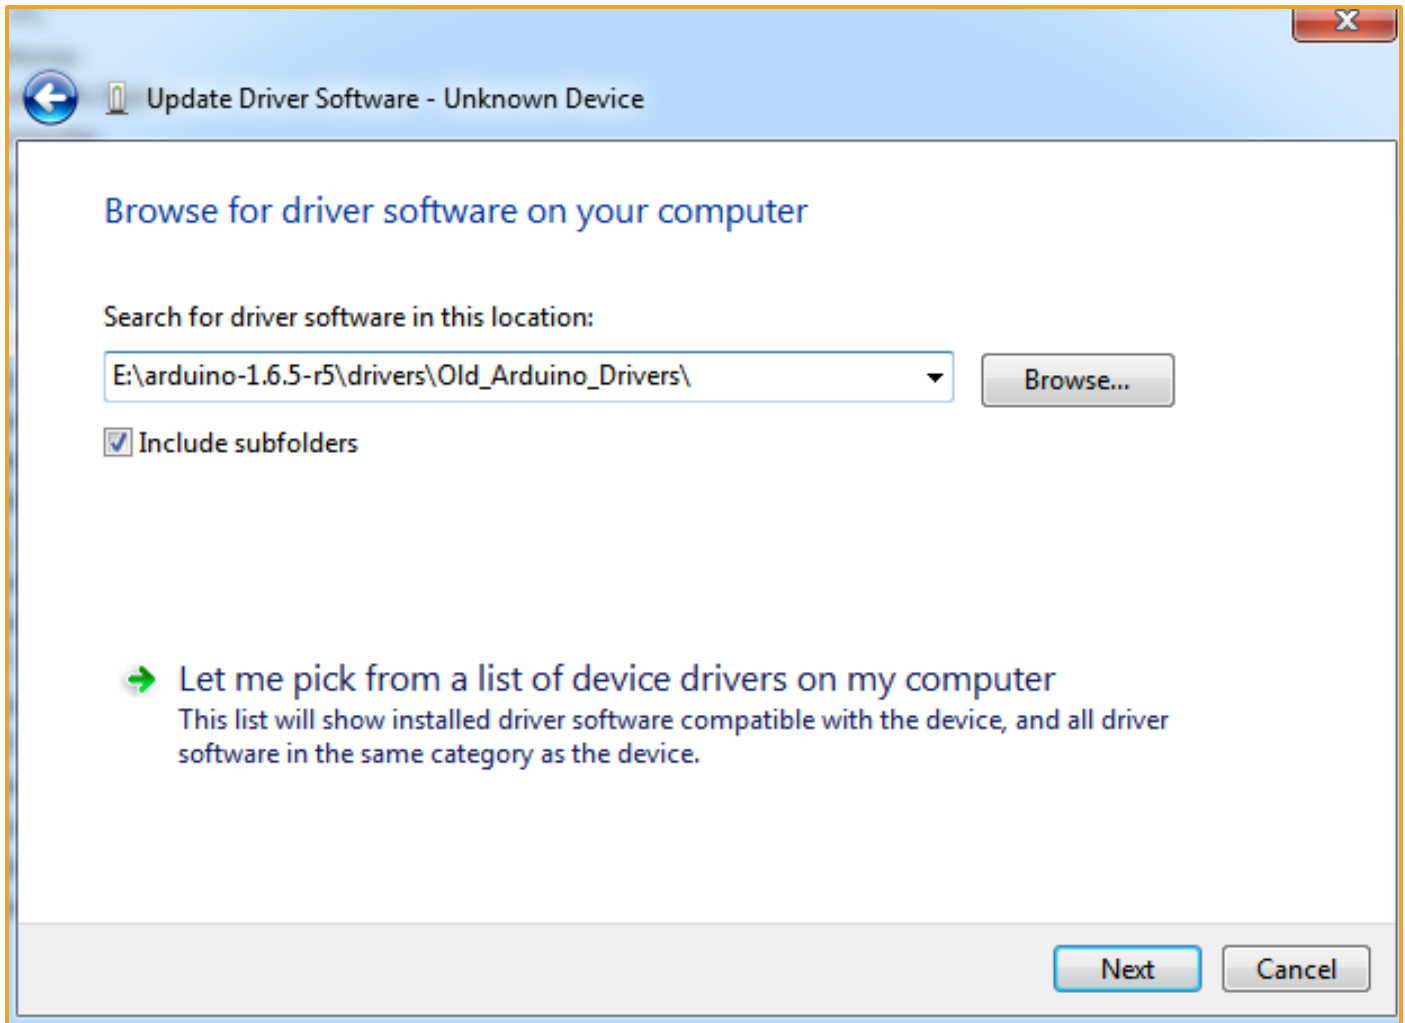 Update Driver Software - Unknown Device
Browse for driver software on your computer
Search for driver software in this location:
E:\arduino-1.6.5-r5\drivers\Old_Arduino_Drivers\
Browse...
Include subfolders
Let me pick from a list of device drivers on my computer
This list will show installed driver software compatible with the device, and all driver
software in the same category as the device.
Next
Cancel